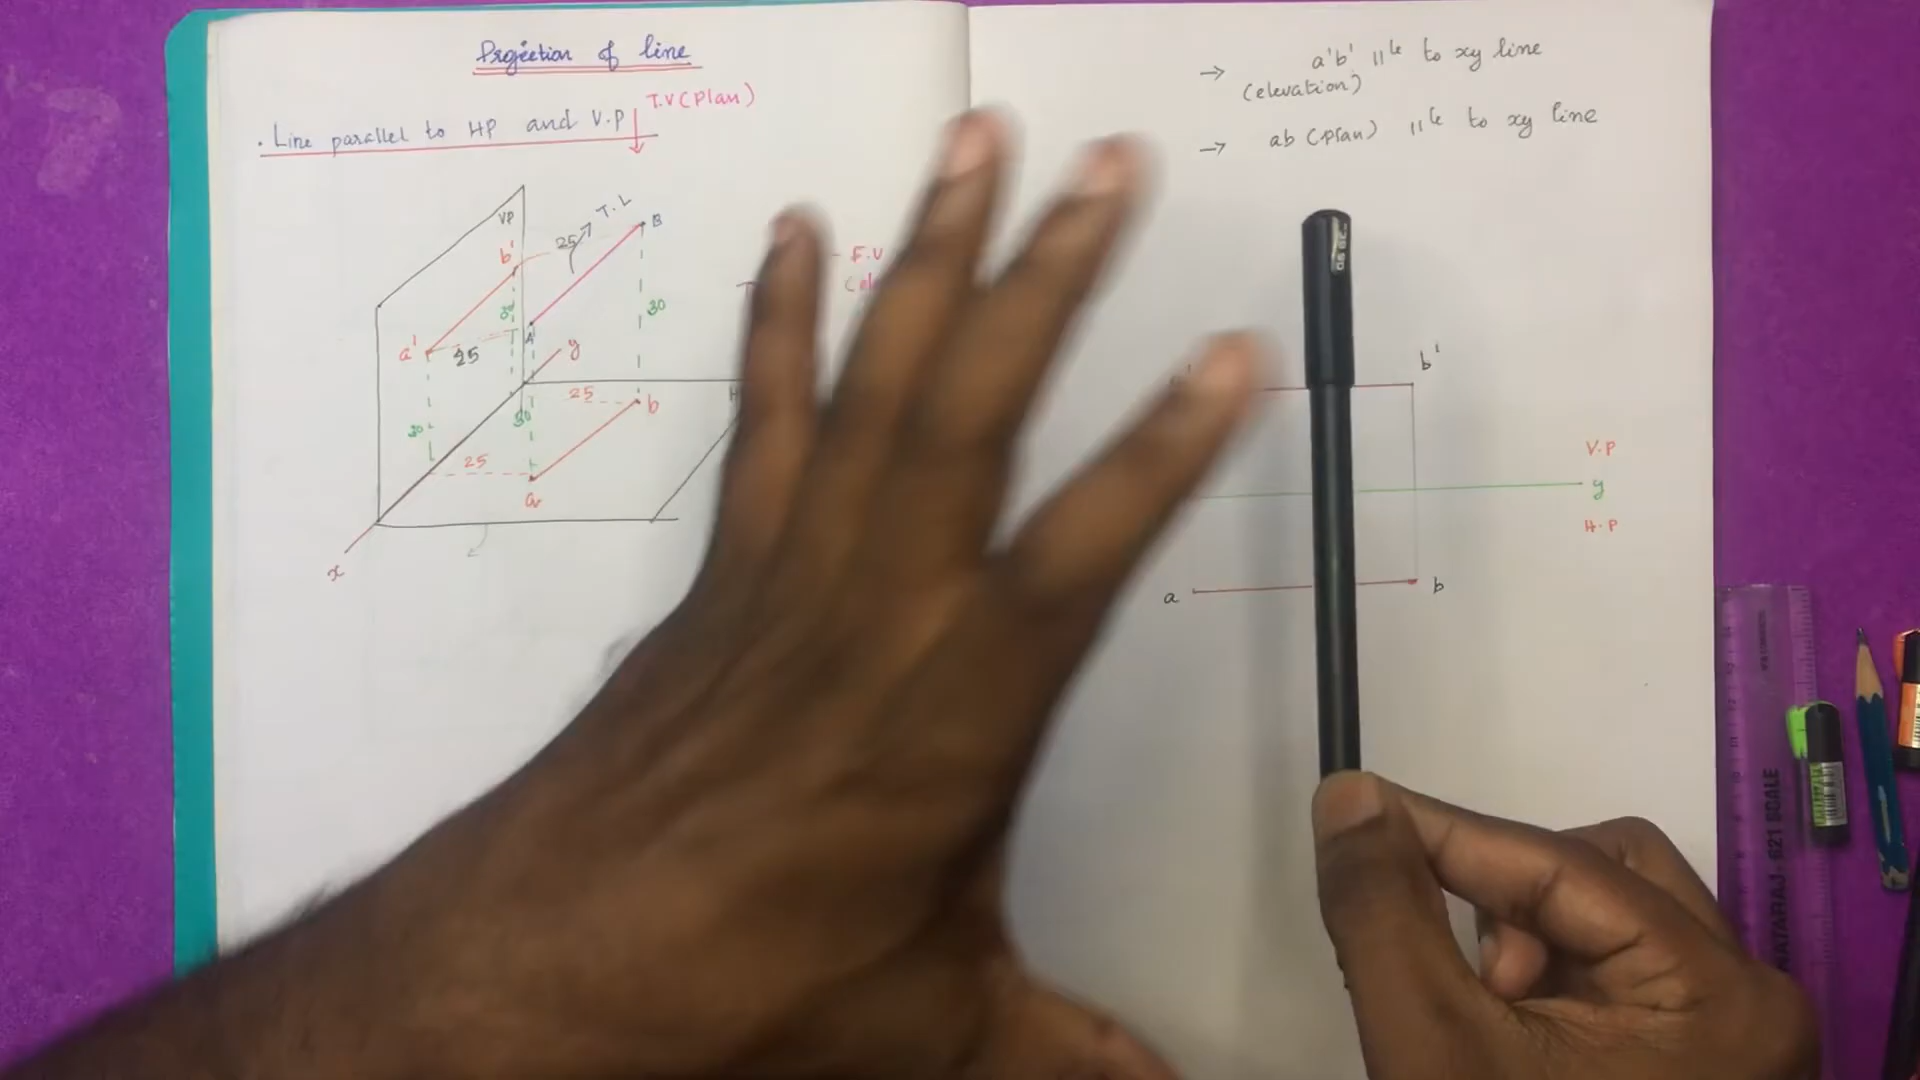 Projection of line
T.V (Plan)
. Line parallel to HP and V.P
VP
T.L
B
b'
25
30
30
a'
25
A
y
25
b
H
30
30
25
a
x
F.V
→ a'b' ||le to xy line
(elevation)
→ ab (plan) ||le to xy line
b'
V.P
y
H.P
a
b
621 SCALE